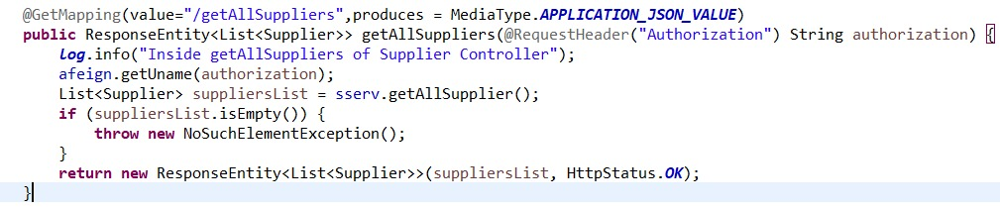 @GetMapping(value="/getAllSuppliers",produces = MediaType.APPLICATION_JSON_VALUE)
public ResponseEntity<List<Supplier>> getAllSuppliers(@RequestHeader("Authorization") String authorization) {
Log.info("Inside getAllSuppliers of Supplier Controller");
afeign.getUname(authorization);
List<Supplier> suppliersList = sserv.getAllSupplier();
if (suppliersList.isEmpty()) {
throw new NoSuchElementException();
}
return new ResponseEntity<List<Supplier>>(suppliersList, HttpStatus.OK);
}